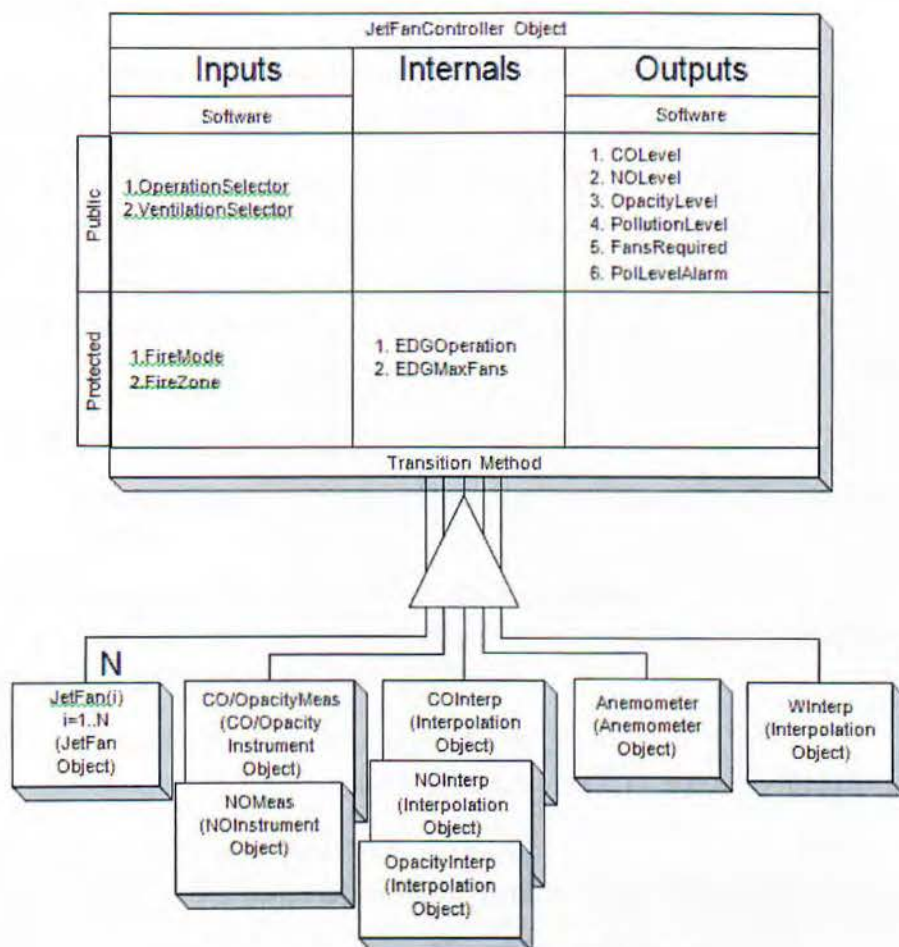 JetFanController Object
Inputs
Internals
Outputs
Software
Software
Public
1.OperationSelector
2.VentilationSelector
1. COLevel
2. NOLevel
3. OpacityLevel
4. PollutionLevel
5. FansRequired
6. PolLevelAlarm
Protected
1.FireMode
2.FireZone
1. EDGOperation
2. EDGMaxFans
Transition Method
N
JetFan(i)
i=1..N
(JetFan
Object)
CO/OpacityMeas
(CO/Opacity
Instrument
Object)
NOMeas
(NOInstrument
Object)
COInterp
(Interpolation
Object)
NOInterp
(Interpolation
Object)
OpacityInterp
(Interpolation
Object)
Anemometer
(Anemometer
Object)
WInterp
(Interpolation
Object)